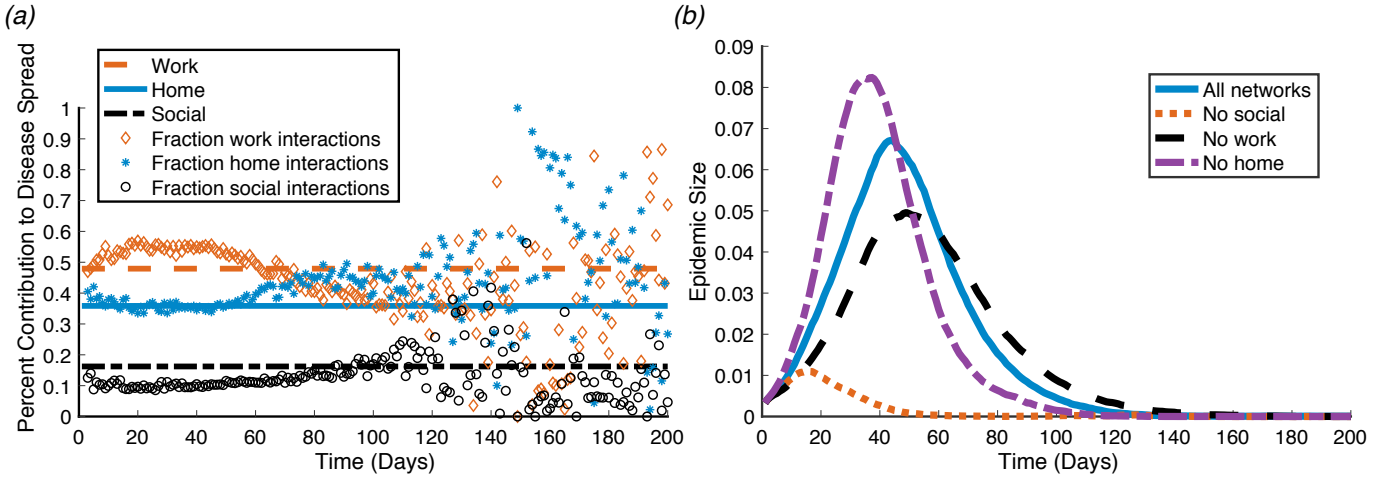 (a)
Percent Contribution to Disease Spread
Work
Home
Social
Fraction work interactions
Fraction home interactions
Fraction social interactions
1
0.9
0.8
0.7
0.6
0.5
0.4
0.3
0.2
0.1
0
0 20 40 60 80 100 120 140 160 180 200
Time (Days)
(b)
Epidemic Size
0.09
0.08
0.07
0.06
0.05
0.04
0.03
0.02
0.01
0
All networks
No social
No work
No home
0 20 40 60 80 100 120 140 160 180 200
Time (Days)